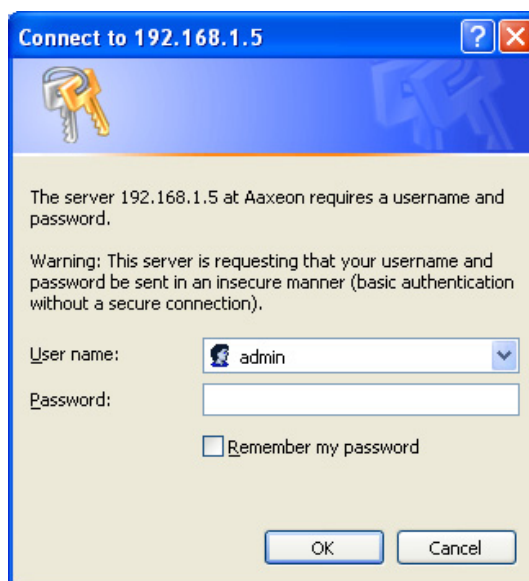 Connect to 192.168.1.5
The server 192.168.1.5 at Aaxeon requires a username and
password.
Warning: This server is requesting that your username and
password be sent in an insecure manner (basic authentication
without a secure connection).
User name:
admin
Password:
Remember my password
OK
Cancel